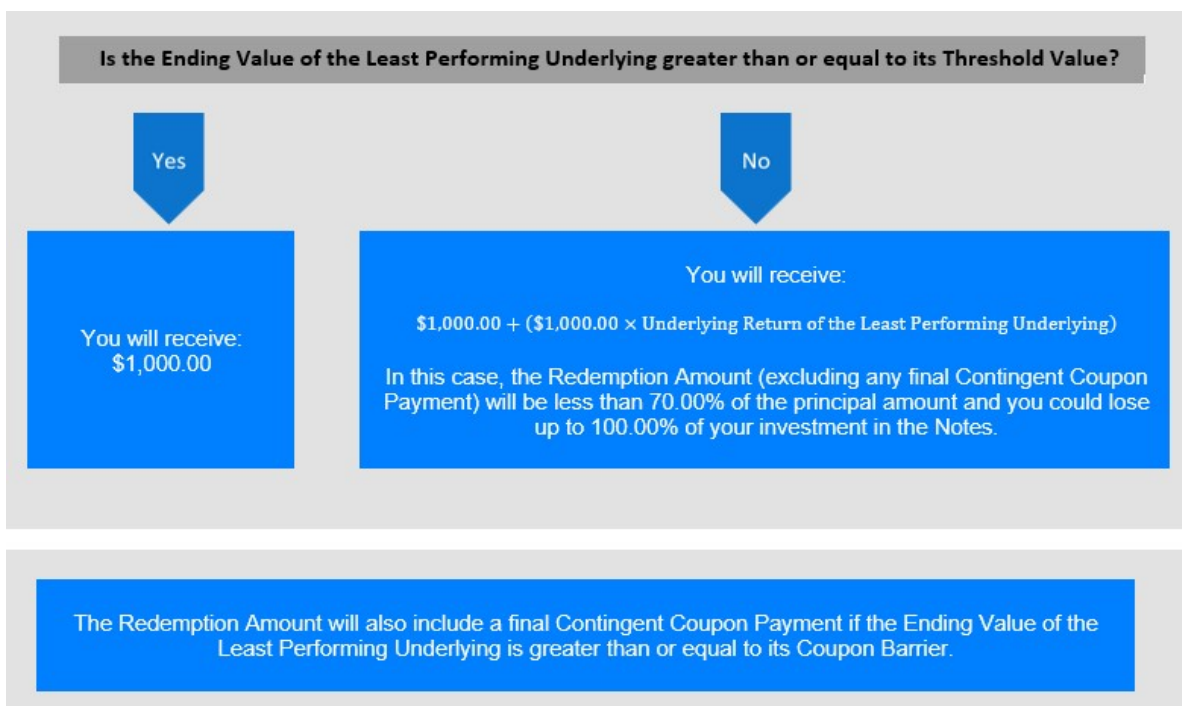 Is the Ending Value of the Least Performing Underlying greater than or equal to its Threshold Value?
Yes
No
You will receive:
$1,000.00
You will receive:
$1,000.00 + ($1,000.00 × Underlying Return of the Least Performing Underlying)
In this case, the Redemption Amount (excluding any final Contingent Coupon
Payment) will be less than 70.00% of the principal amount and you could lose
up to 100.00% of your investment in the Notes.
The Redemption Amount will also include a final Contingent Coupon Payment if the Ending Value of the
Least Performing Underlying is greater than or equal to its Coupon Barrier.